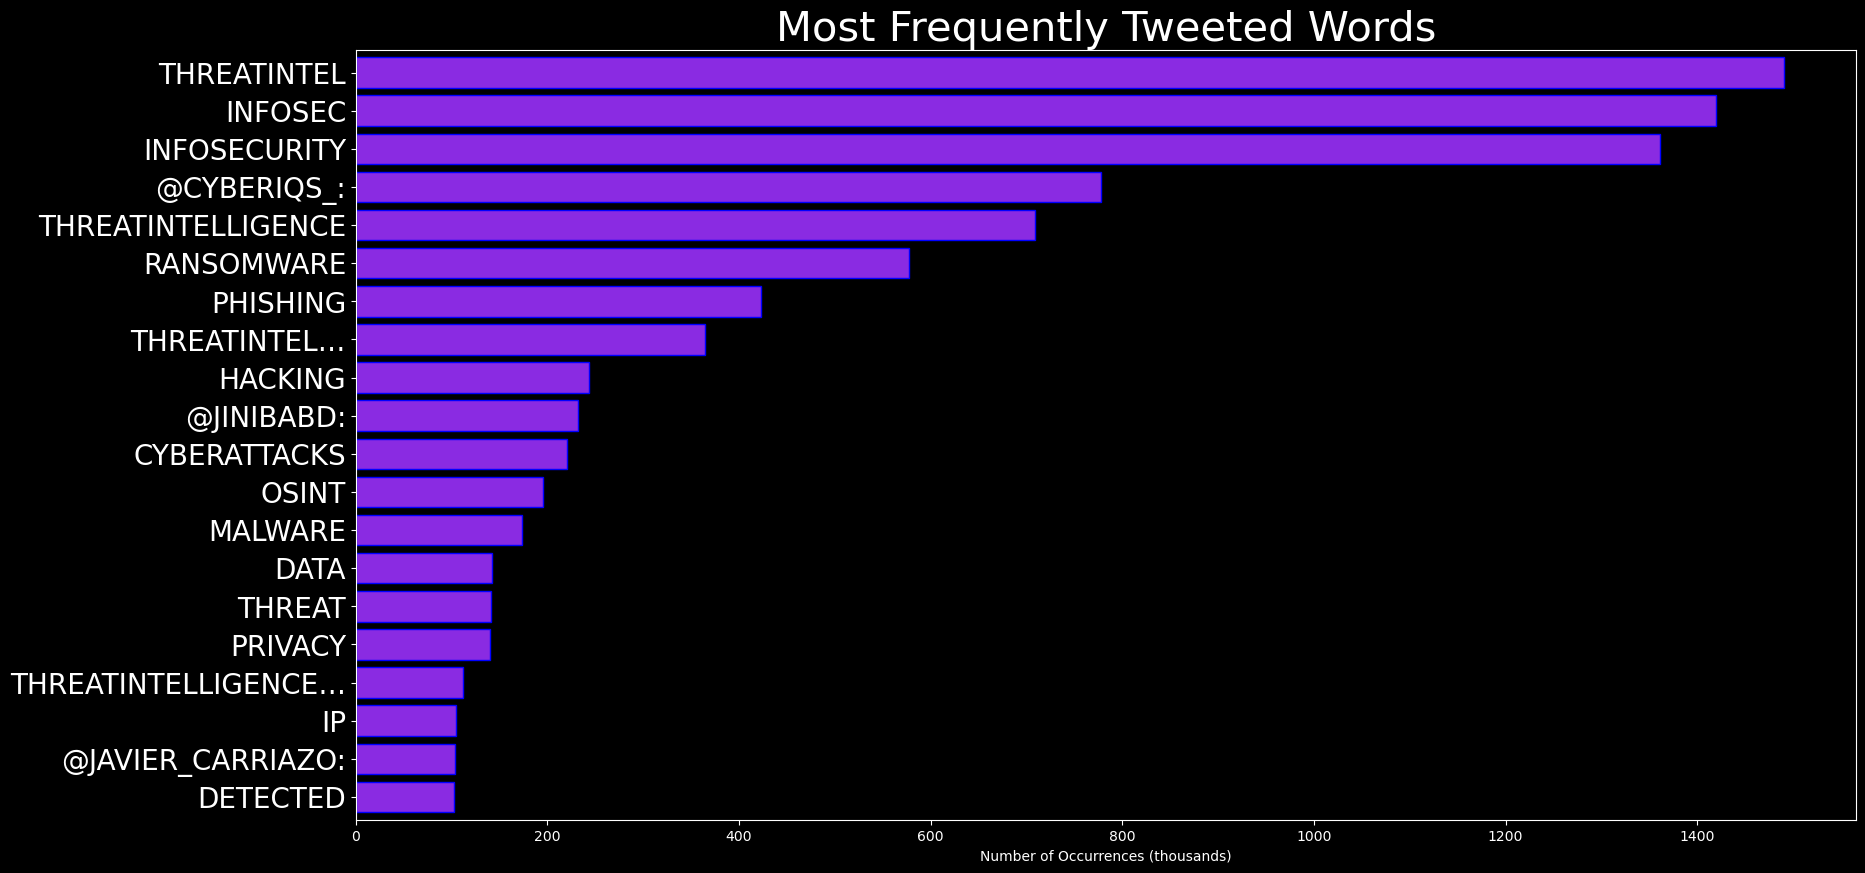 Most Frequently Tweeted Words
THREATINTEL
INFOSEC
INFOSECURITY
@CYBERIQS_:
THREATINTELLIGENCE
RANSOMWARE
PHISHING
THREATINTEL…
HACKING
@JINIBABD:
CYBERATTACKS
OSINT
MALWARE
DATA
THREAT
PRIVACY
THREATINTELLIGENCE…
IP
@JAVIER_CARRIAZO:
DETECTED
0 200 400 600 800 1000 1200 1400
Number of Occurrences (thousands)